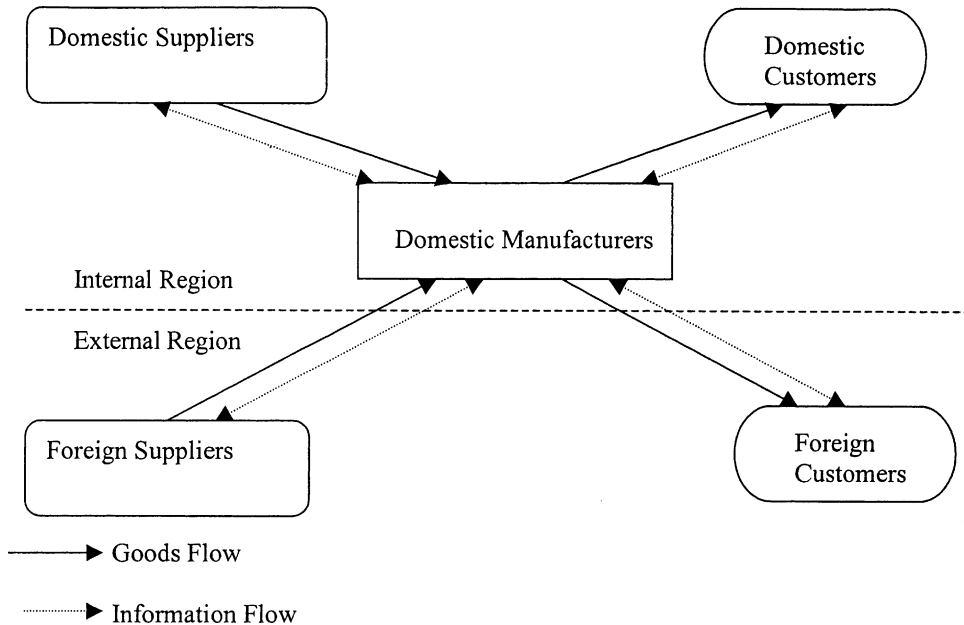 Domestic Suppliers
Domestic
Customers
Domestic Manufacturers
Internal Region
External Region
Foreign Suppliers
Foreign
Customers
Goods Flow
Information Flow